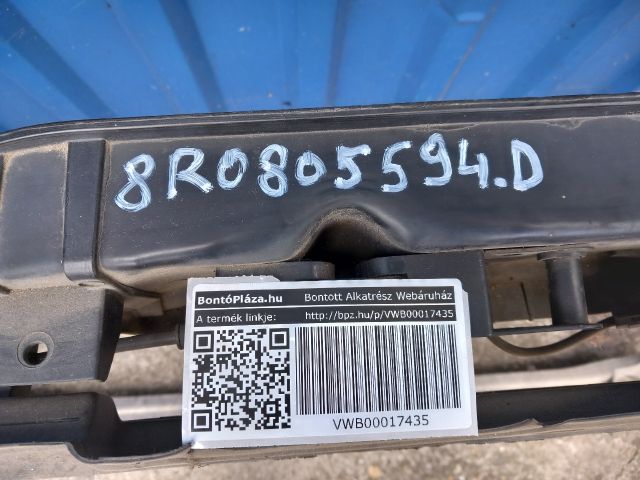 8R0805594.D
BontóPláza.hu Bontott Alkatrész Webáruház
A termék linkje: http://bpz.hu/p/VWB00017435
VWB00017435